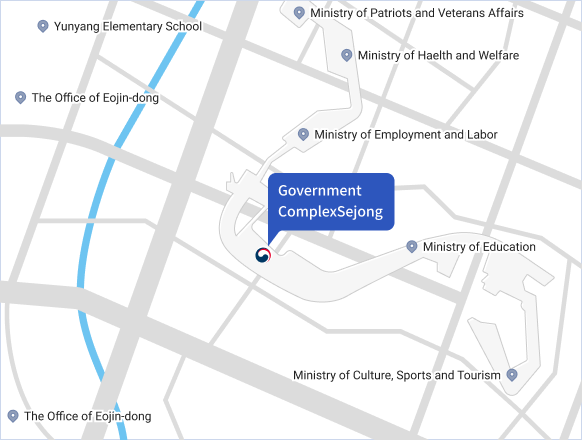 Ministry of Patriots and Veterans Affairs
Yunyang Elementary School
Ministry of Haelth and Welfare
The Office of Eojin-dong
Ministry of Employment and Labor
Government
ComplexSejong
Ministry of Education
Ministry of Culture, Sports and Tourism
The Office of Eojin-dong